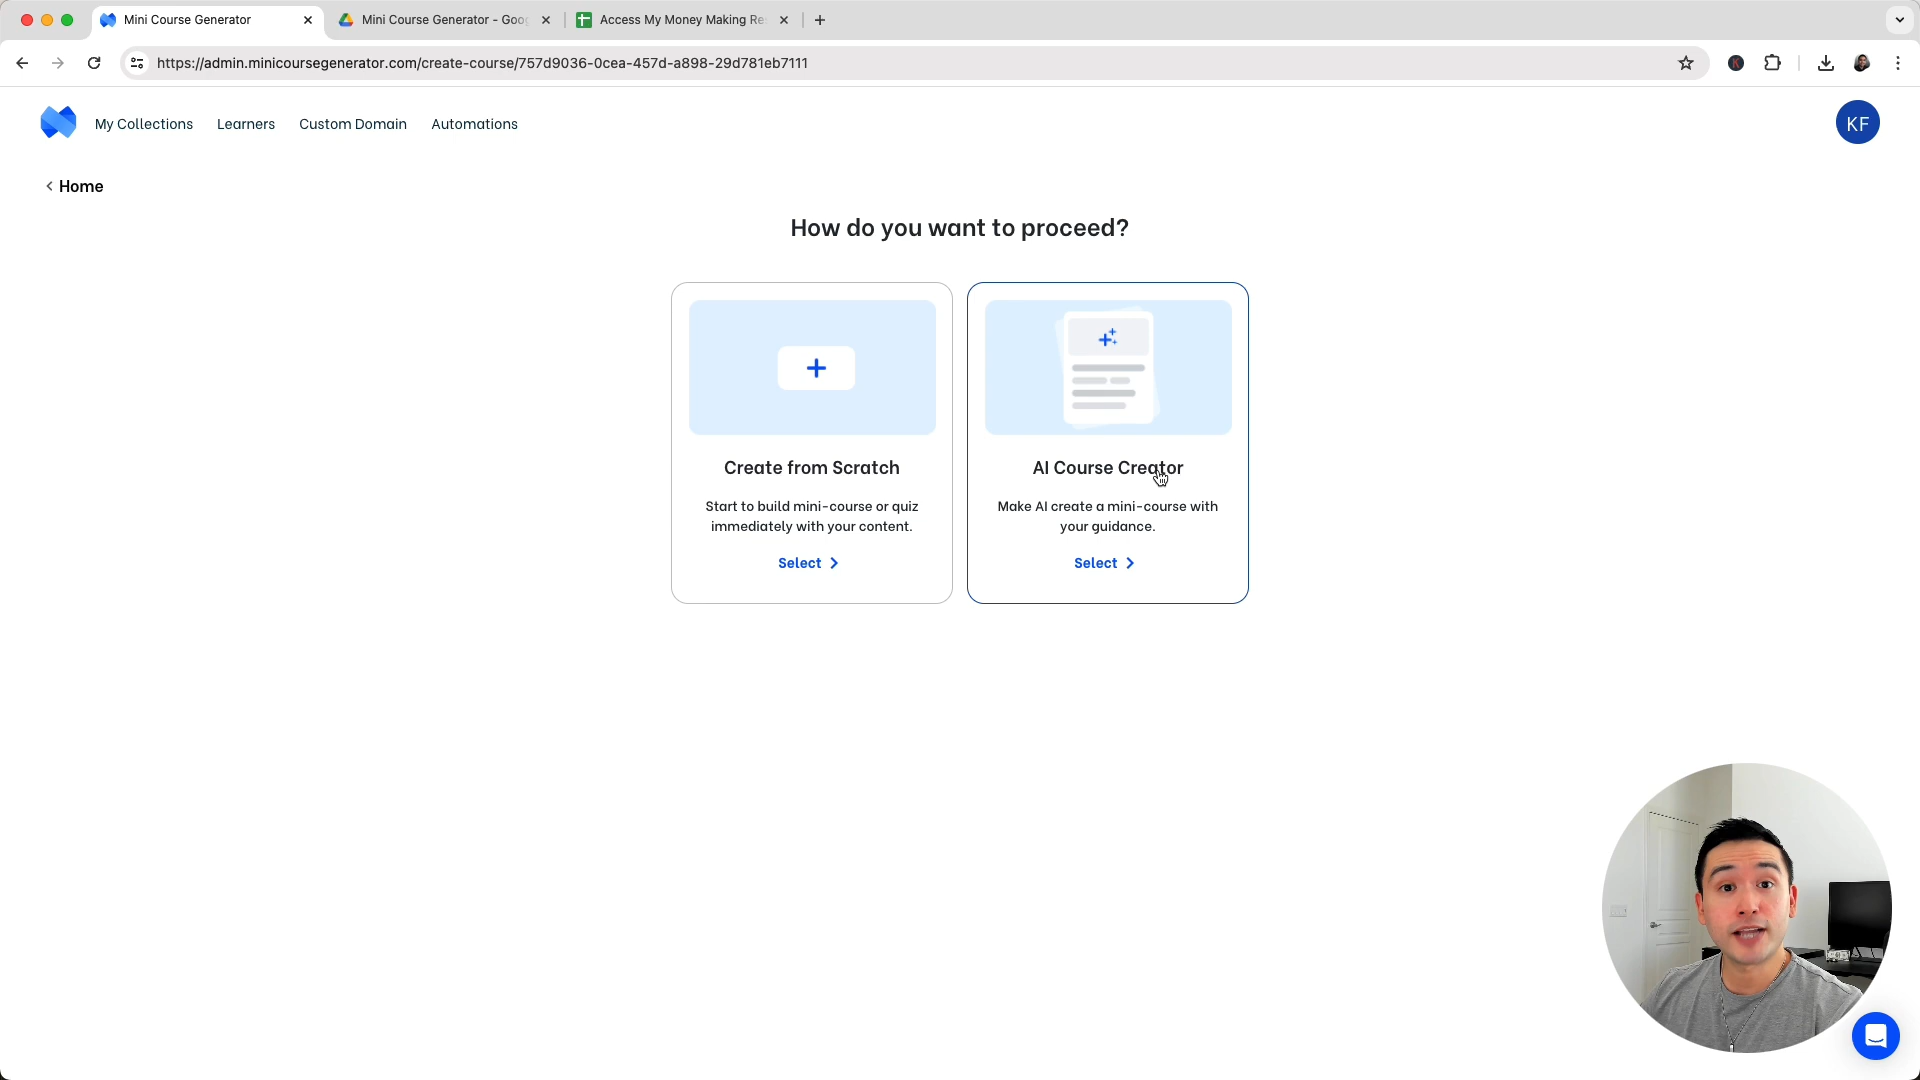 Mini Course Generator
Mini Course Generator - Goo
Access My Money Making Re
https://admin.minicoursegenerator.com/create-course/757d9036-0cea-457d-a898-29d781eb7111
My Collections
Learners
Custom Domain
Automations
KF
Home
How do you want to proceed?
Create from Scratch
Start to build mini-course or quiz
immediately with your content.
Select
AI Course Creator
Make AI create a mini-course with
your guidance.
Select